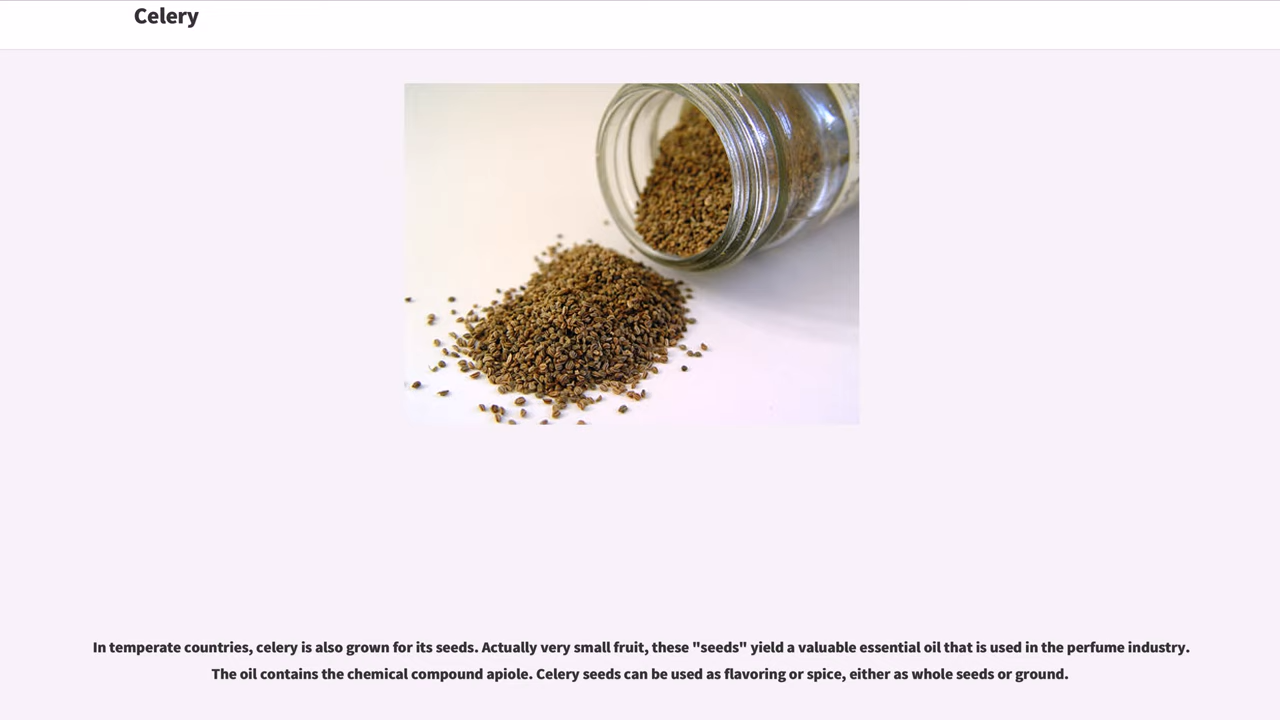 Celery
In temperate countries, celery is also grown for its seeds. Actually very small fruit, these "seeds" yield a valuable essential oil that is used in the perfume industry.
The oil contains the chemical compound apiole. Celery seeds can be used as flavoring or spice, either as whole seeds or ground.